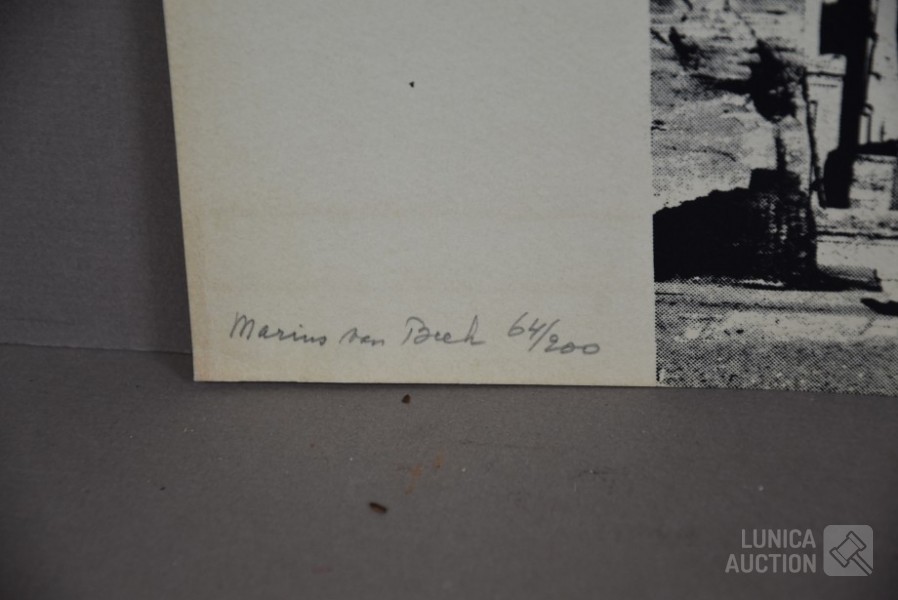 Marius van Beek 64/200
LUNICA
AUCTION